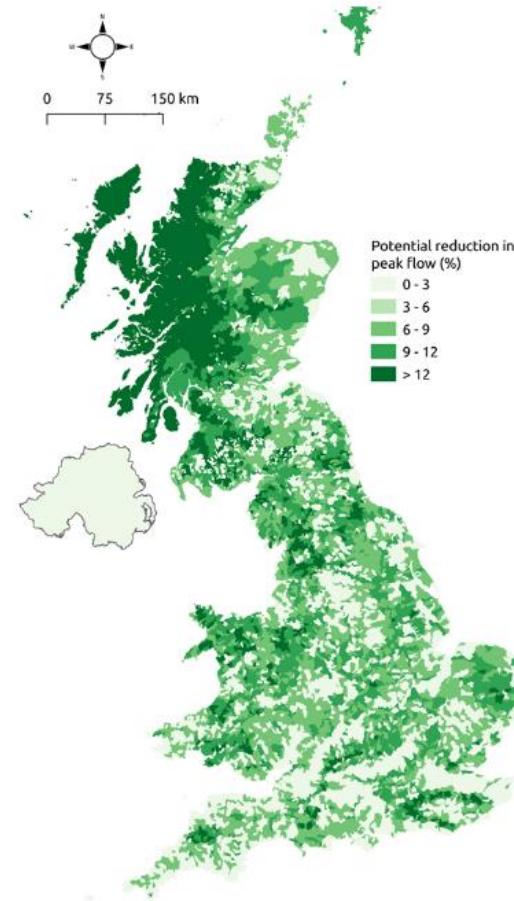 N
W E
S
0 75 150 km
Potential reduction in
peak flow (%)
0 - 3
3 - 6
6 - 9
9 - 12
> 12